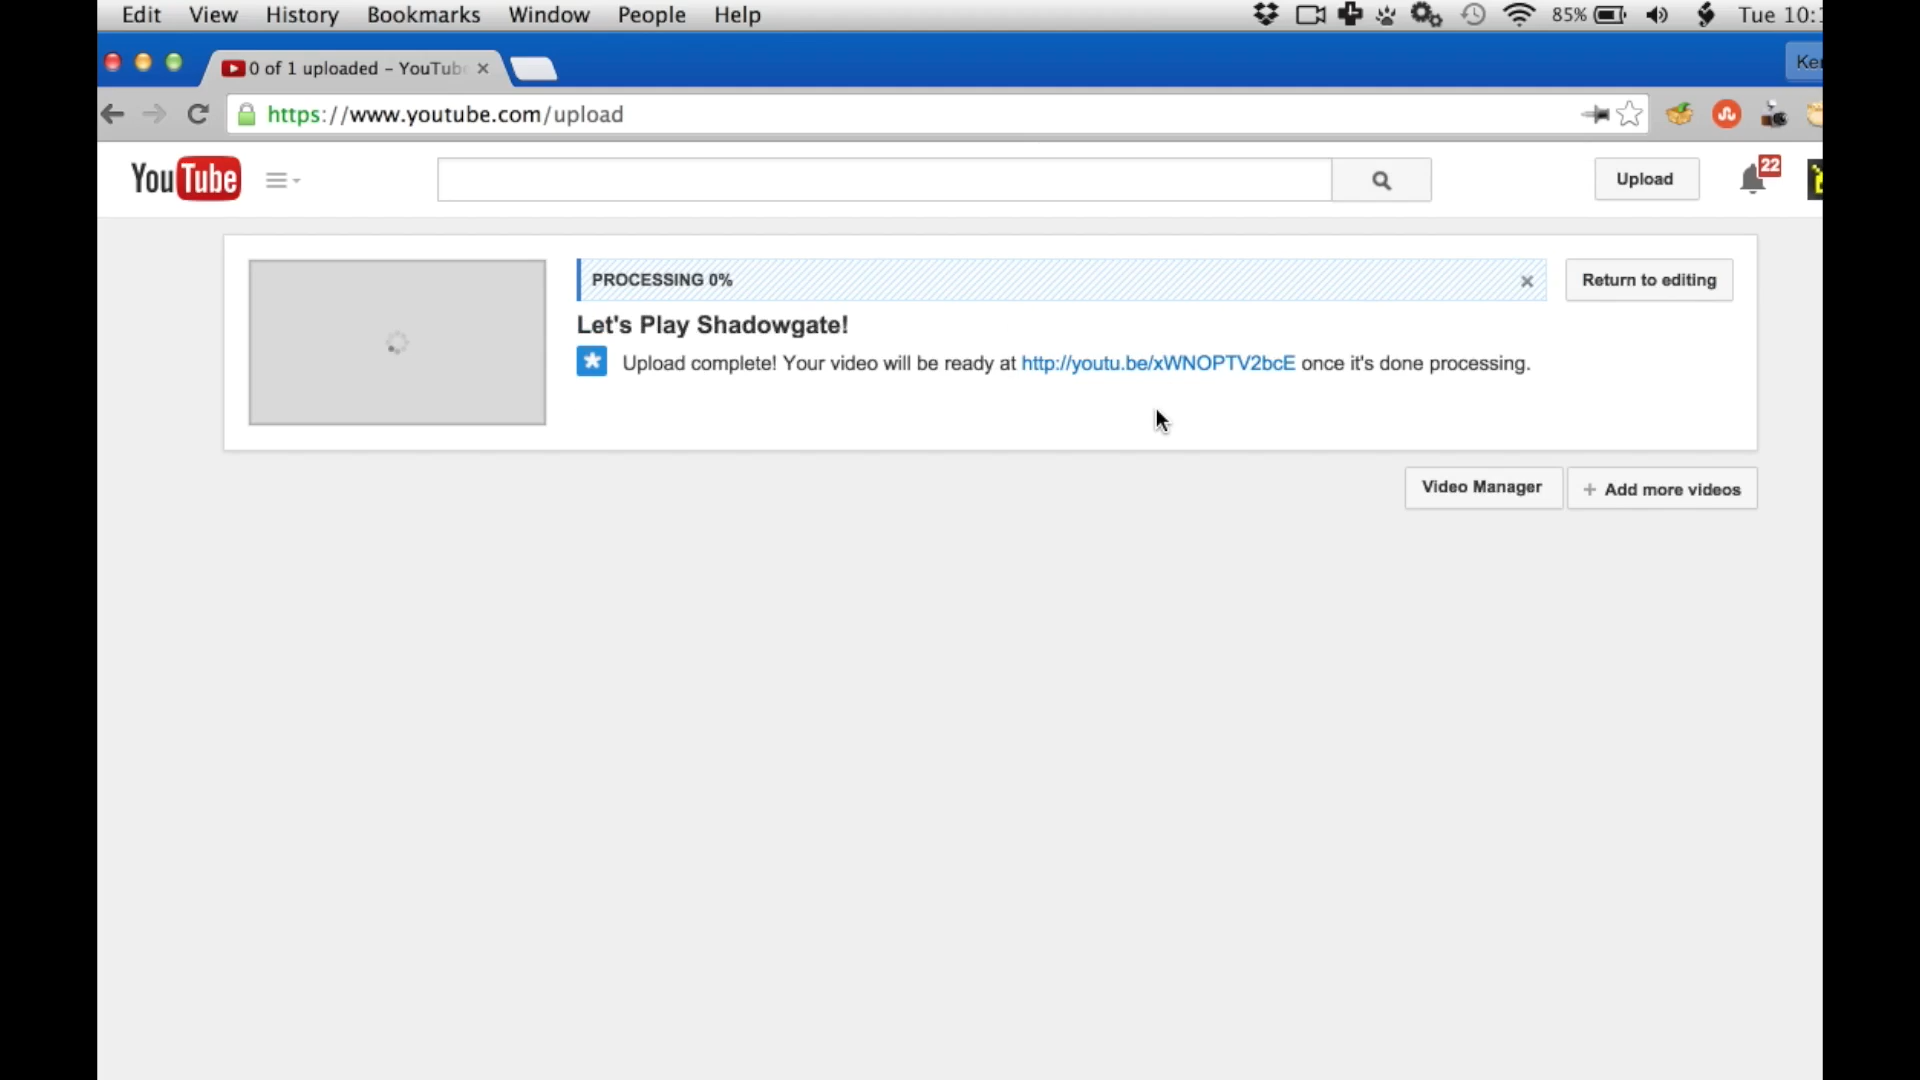 Edit View History Bookmarks Window People Help 85% Tue 10:
0 of 1 uploaded - YouTub
https://www.youtube.com/upload
YouTube Upload 22
PROCESSING 0% Return to editing
Let's Play Shadowgate!
Upload complete! Your video will be ready at http://youtu.be/xWNOPTV2bcE once it's done processing.
Video Manager + Add more videos